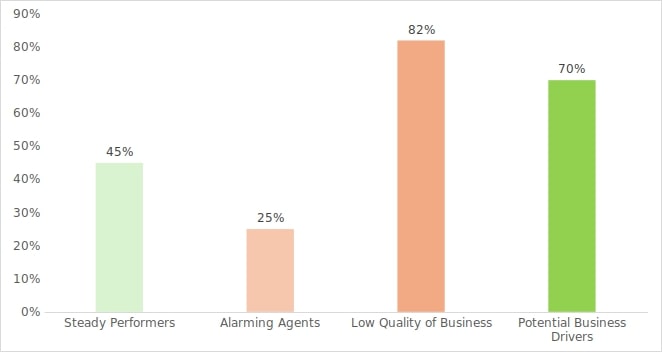 90%
80%
70%
60%
50%
40%
30%
20%
10%
0%
45%
25%
82%
70%
Steady Performers
Alarming Agents
Low Quality of Business
Potential Business
Drivers